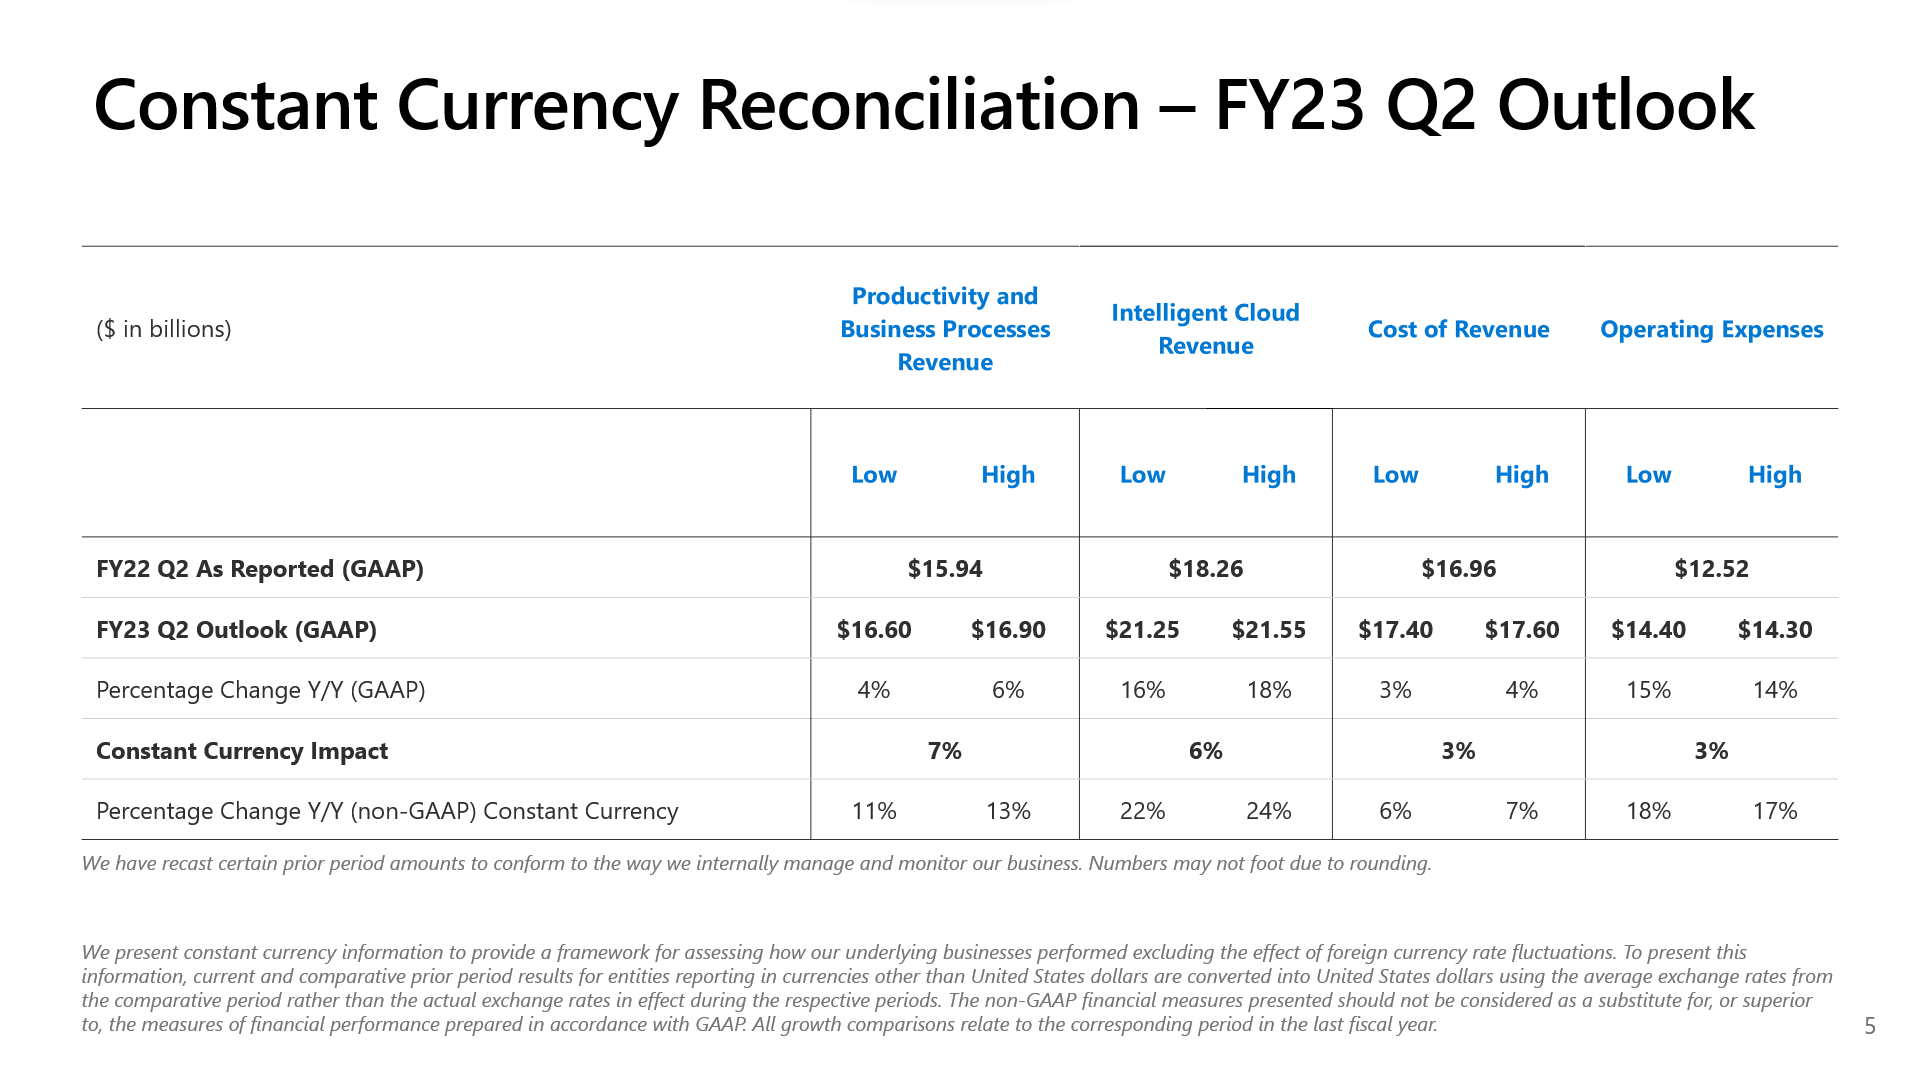 Constant Currency Reconciliation – FY23 Q2 Outlook
($ in billions)
Productivity and
Business Processes
Revenue
Intelligent Cloud
Revenue
Cost of Revenue
Operating Expenses
Low High Low High Low High Low High
FY22 Q2 As Reported (GAAP) $15.94 $18.26 $16.96 $12.52
FY23 Q2 Outlook (GAAP) $16.60 $16.90 $21.25 $21.55 $17.40 $17.60 $14.40 $14.30
Percentage Change Y/Y (GAAP) 4% 6% 16% 18% 3% 4% 15% 14%
Constant Currency Impact 7% 6% 3% 3%
Percentage Change Y/Y (non-GAAP) Constant Currency 11% 13% 22% 24% 6% 7% 18% 17%
We have recast certain prior period amounts to conform to the way we internally manage and monitor our business. Numbers may not foot due to rounding.
We present constant currency information to provide a framework for assessing how our underlying businesses performed excluding the effect of foreign currency rate fluctuations. To present this
information, current and comparative prior period results for entities reporting in currencies other than United States dollars are converted into United States dollars using the average exchange rates from
the comparative period rather than the actual exchange rates in effect during the respective periods. The non-GAAP financial measures presented should not be considered as a substitute for, or superior
to, the measures of financial performance prepared in accordance with GAAP. All growth comparisons relate to the corresponding period in the last fiscal year.
5